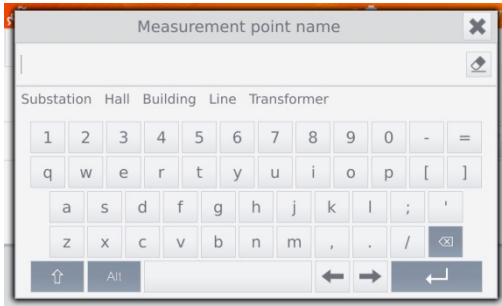 Measurement point name
Substation Hall Building Line Transformer
1 2 3 4 5 6 7 8 9 0 - =
q w e r t y u i o p [ ]
a s d f g h j k l ; '
z x c v b n m , . /
Alt